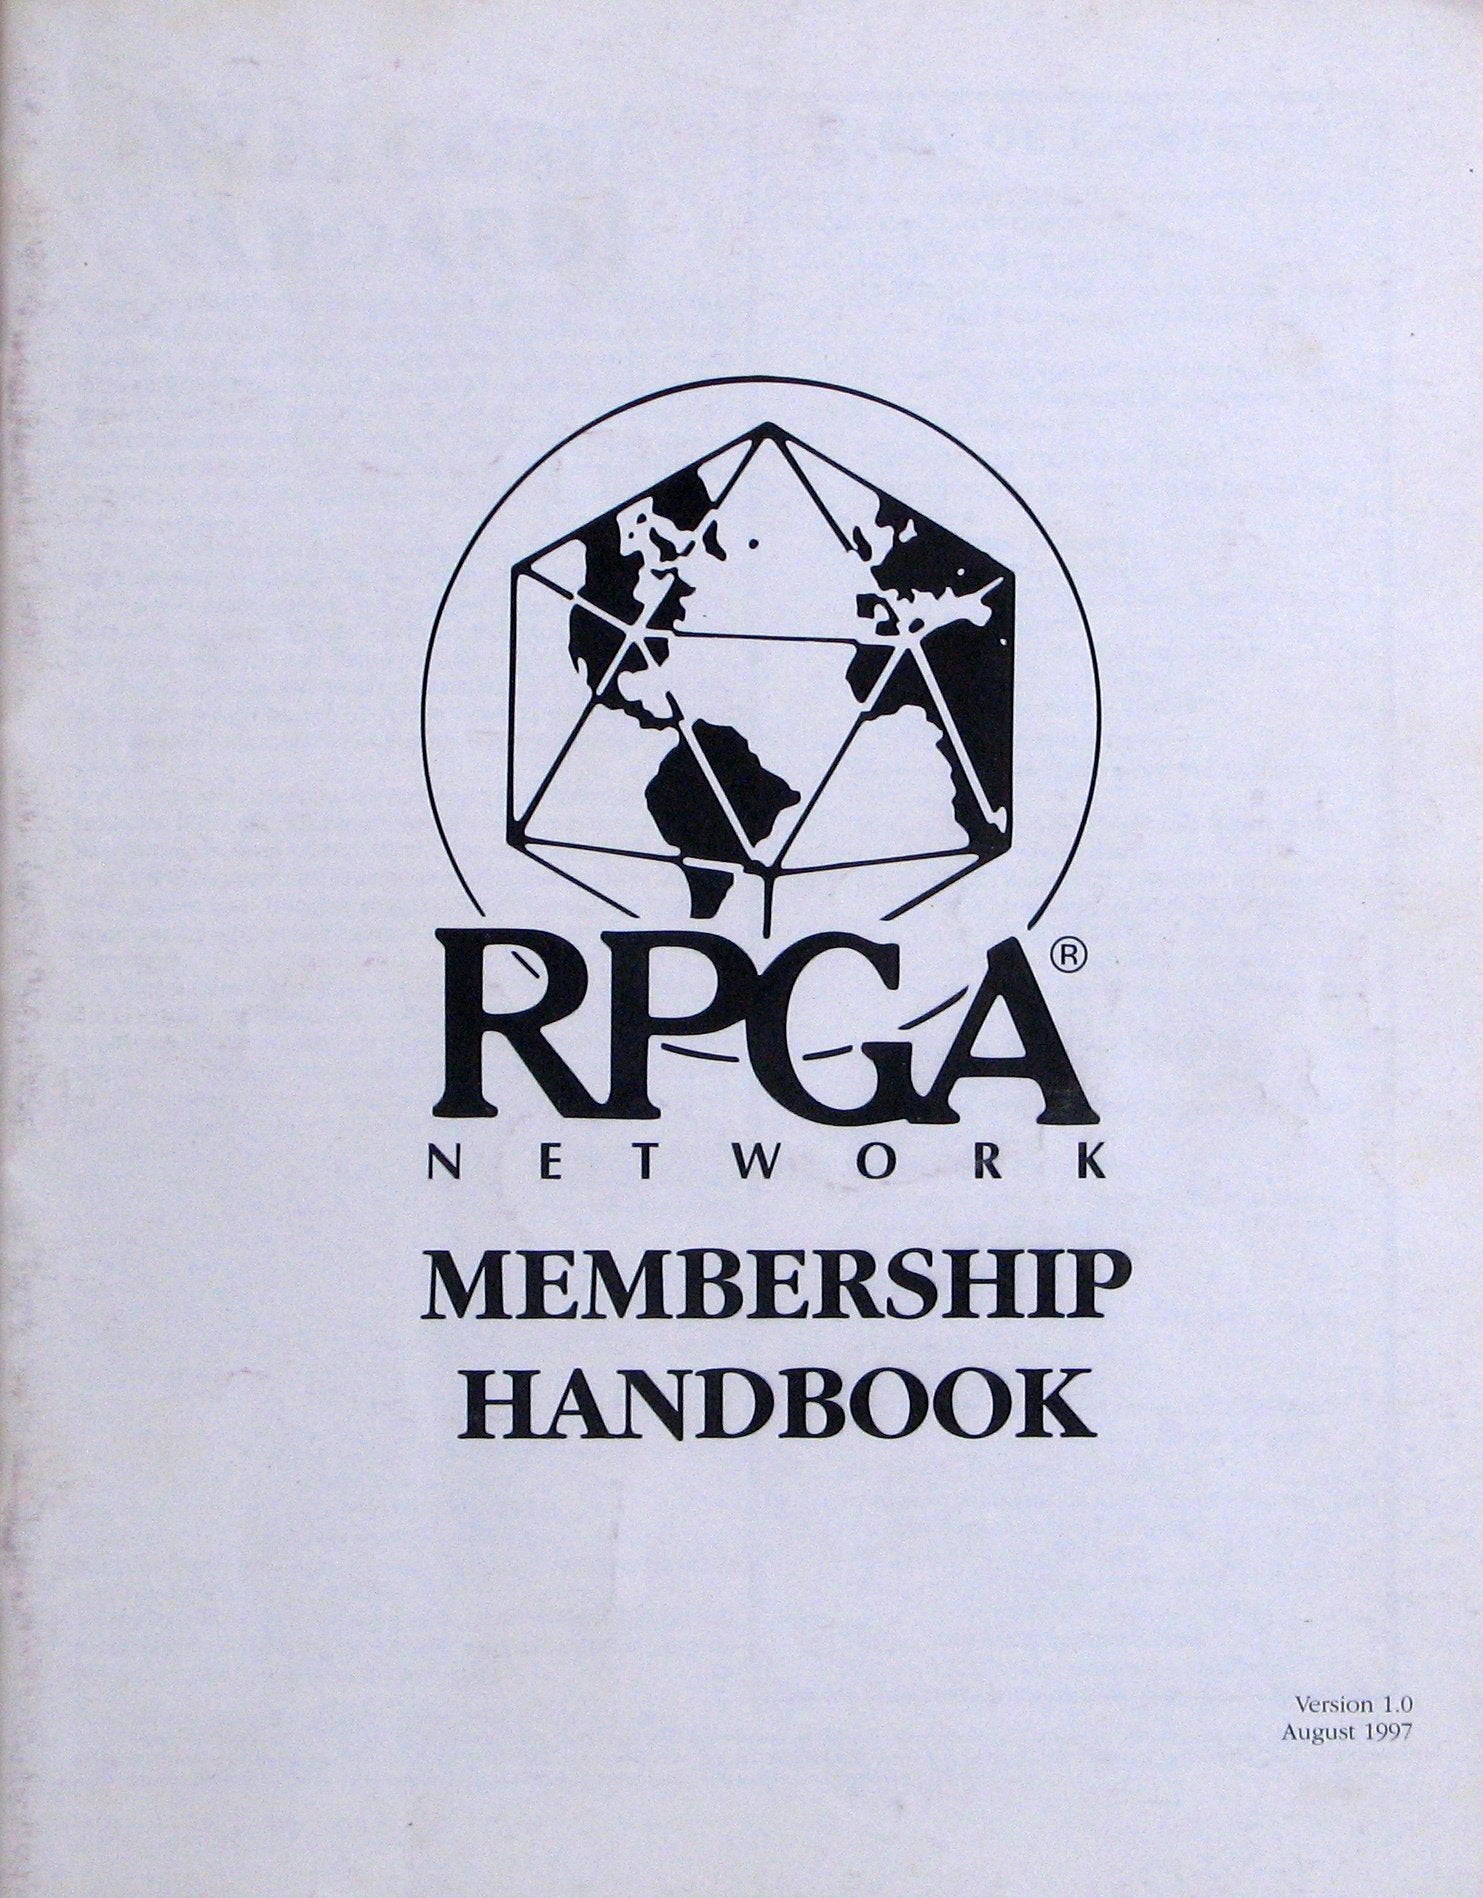 RPGA®
NETWORK
MEMBERSHIP
HANDBOOK
Version 1.0
August 1997